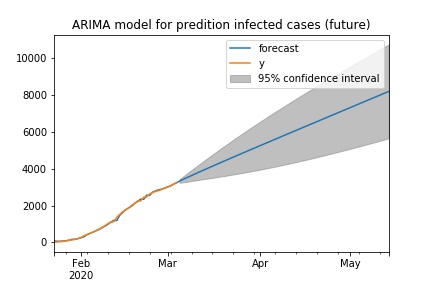 ARIMA model for predition infected cases (future)
forecast
y
95% confidence interval
10000
8000
6000
4000
2000
0
Feb
2020
Mar
Apr
May